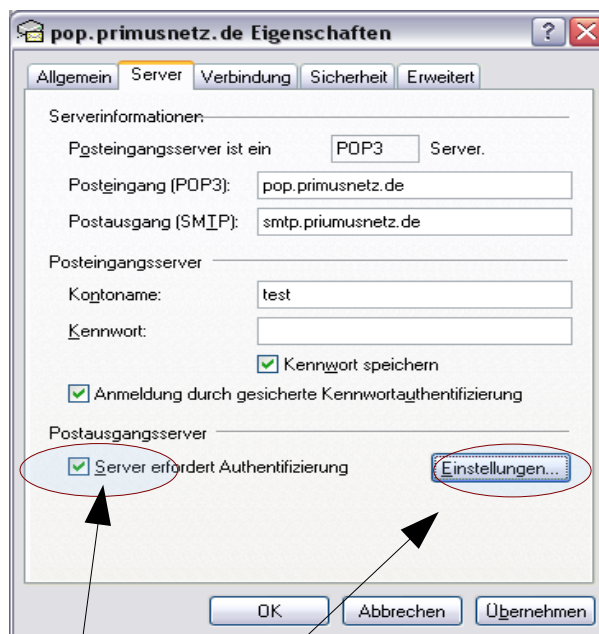 pop.primusnetz.de Eigenschaften
Allgemein Server Verbindung Sicherheit Erweitert
Serverinformationen
Posteingangsserver ist ein POP3 Server.
Posteingang (POP3): pop.primusnetz.de
Postausgang (SMTP): smtp.priumusnetz.de
Posteingangsserver
Kontoname: test
Kennwort:
Kennwort speichern
Anmeldung durch gesicherte Kennwortauthentifizierung
Postausgangsserver
Server erfordert Authentifizierung Einstellungen...
OK Abbrechen Übernehmen